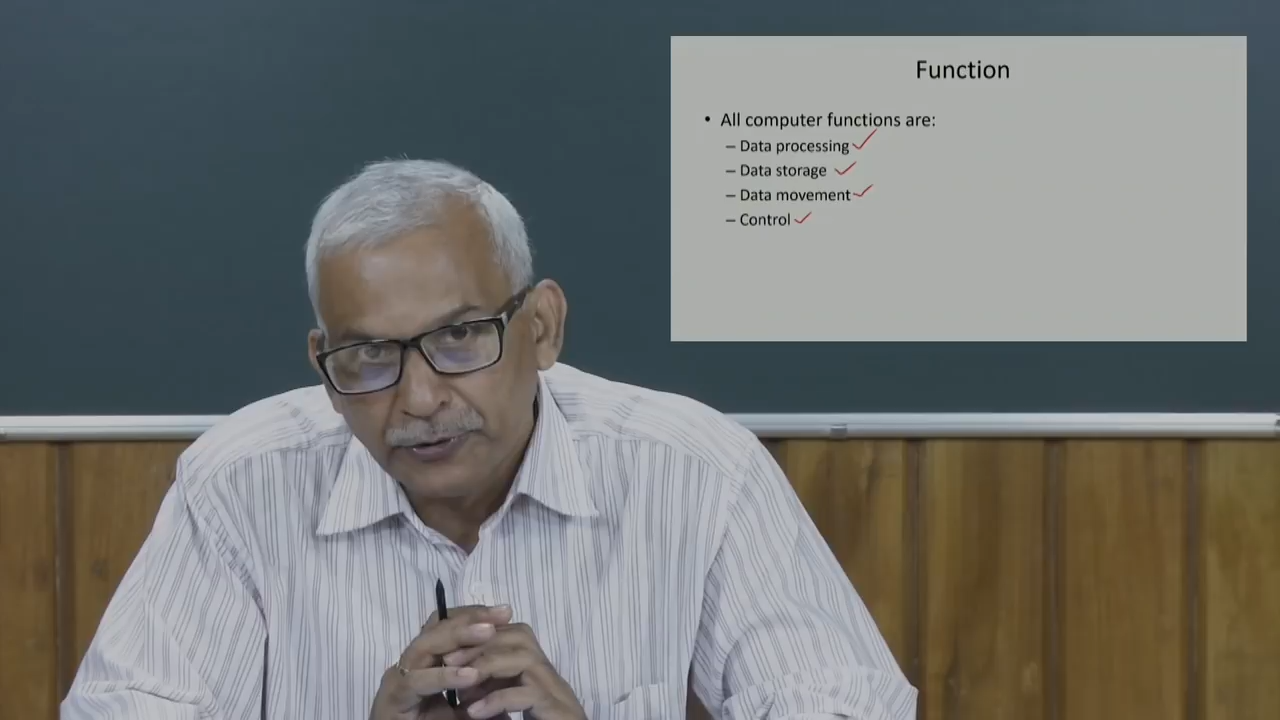 Function
• All computer functions are:
– Data processing
– Data storage
– Data movement
– Control